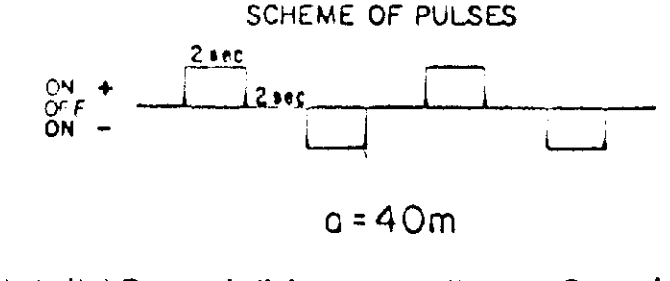 SCHEME OF PULSES
2 sec
ON +
2 sec
OFF
ON -
a = 40m